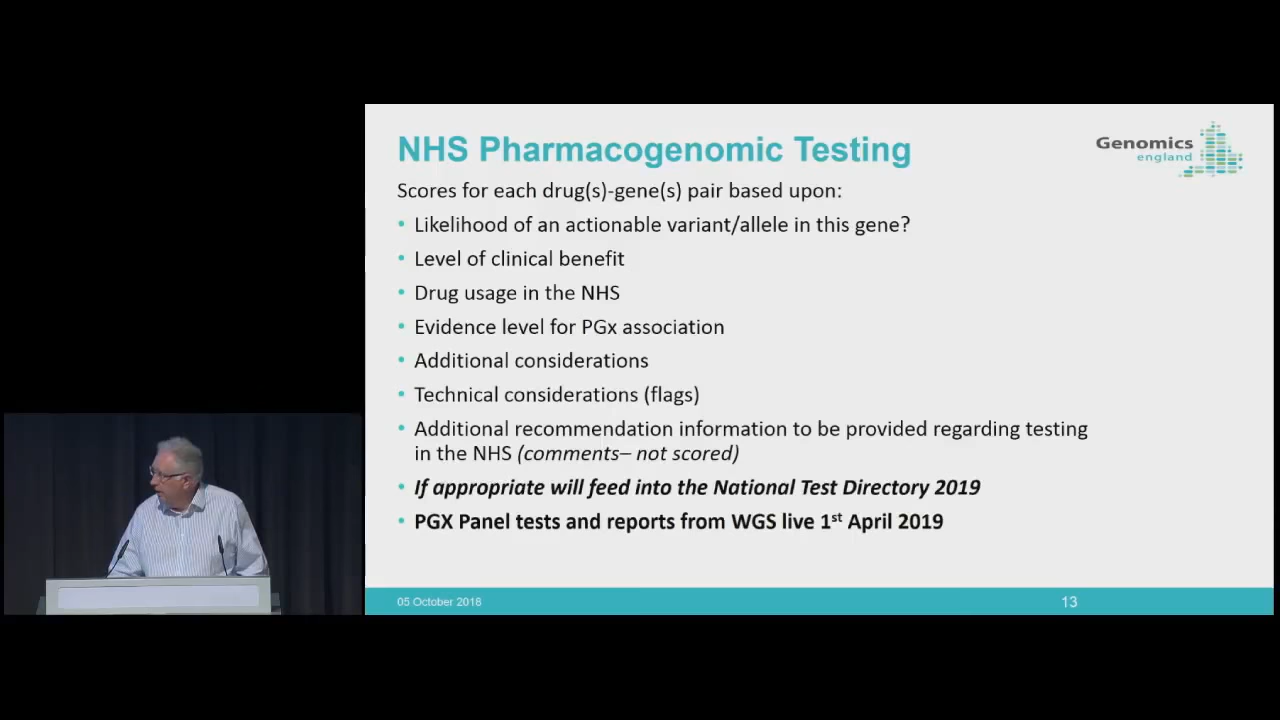 NHS Pharmacogenomic Testing
Genomics
england
Scores for each drug(s)-gene(s) pair based upon:
• Likelihood of an actionable variant/allele in this gene?
• Level of clinical benefit
• Drug usage in the NHS
• Evidence level for PGx association
• Additional considerations
• Technical considerations (flags)
• Additional recommendation information to be provided regarding testing
in the NHS (comments– not scored)
• If appropriate will feed into the National Test Directory 2019
• PGX Panel tests and reports from WGS live 1st April 2019
05 October 2018
13